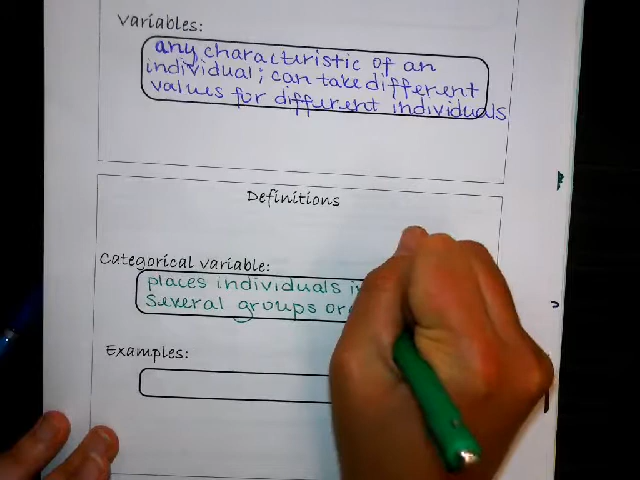 Variables:
any characteristic of an
individual; can take different
values for different individuals
Definitions
Categorical variable:
places individuals
several groups or
Examples: